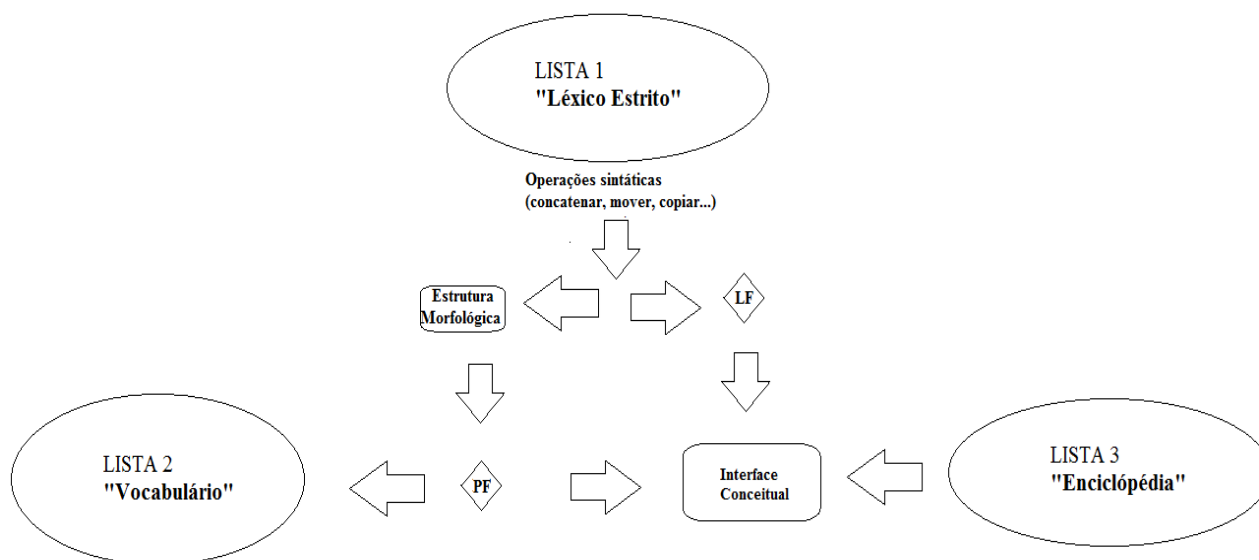 LISTA 1
"Léxico Estrito"
Operações sintáticas
(concatenar, mover, copiar...)
Estrutura
Morfológica
LF
LISTA 2
"Vocabulário"
PF
Interface
Conceitual
LISTA 3
"Enciclópédia"